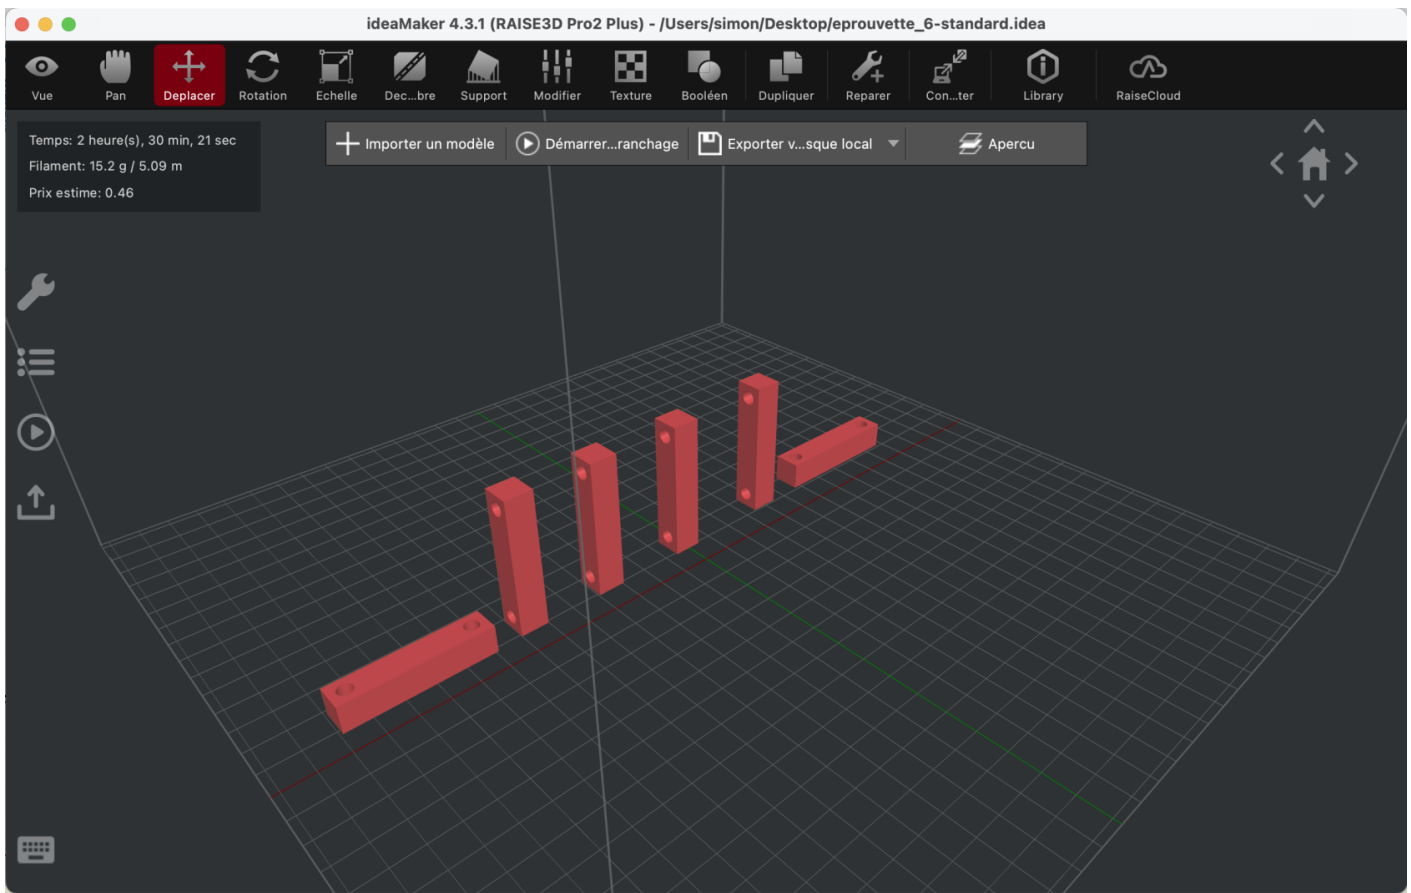 ideaMaker 4.3.1 (RAISE3D Pro2 Plus) - /Users/simon/Desktop/eprouvette_6-standard.idea
Vue Pan Deplacer Rotation Echelle Dec...bre Support Modifier Texture Booléen Dupliquer Reparer Con...ter Library RaiseCloud
Temps: 2 heure(s), 30 min, 21 sec
Filament: 15.2 g / 5.09 m
Prix estime: 0.46
Importer un modèle Démarrer...ranchage Exporter v...sque local Apercu